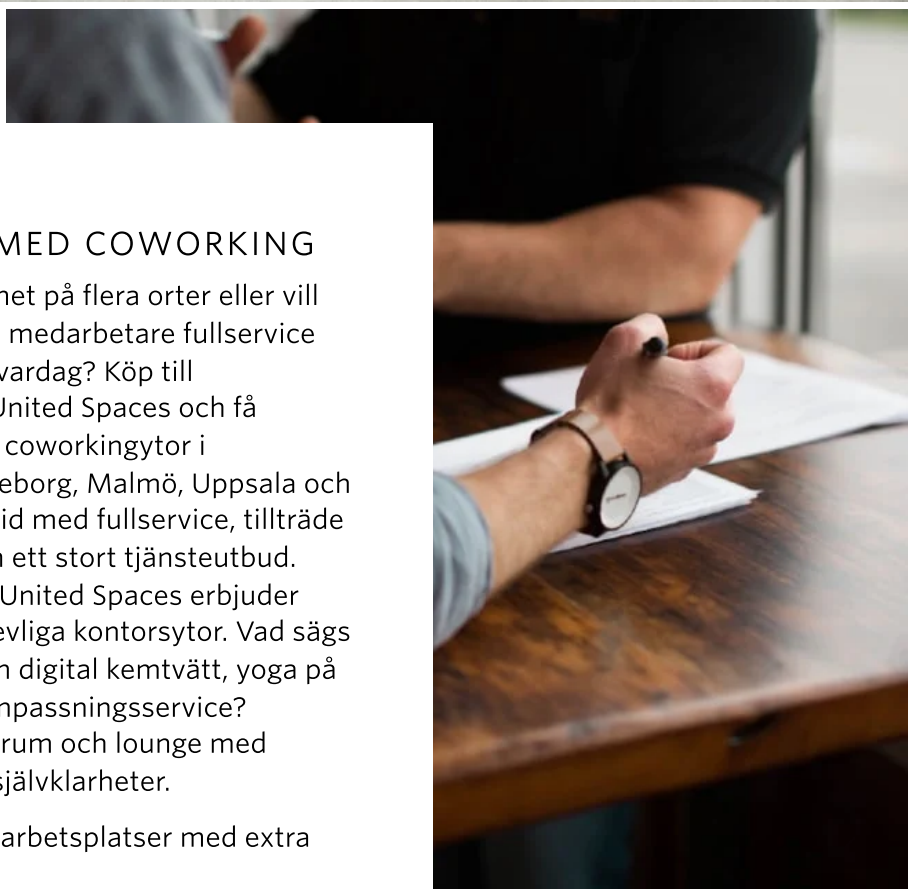 MED COWORKING
het på flera orter eller vill
medarbetare fullservice
vardag? Köp till
United Spaces och få
coworkingytor i
eborg, Malmö, Uppsala och
id med fullservice, tillträde
ett stort tjänsteutbud.
United Spaces erbjuder
evliga kontorsytor. Vad sägs
digital kemtvätt, yoga på
npassningsservice?
rum och lounge med
självklarheter.
arbetsplatser med extra